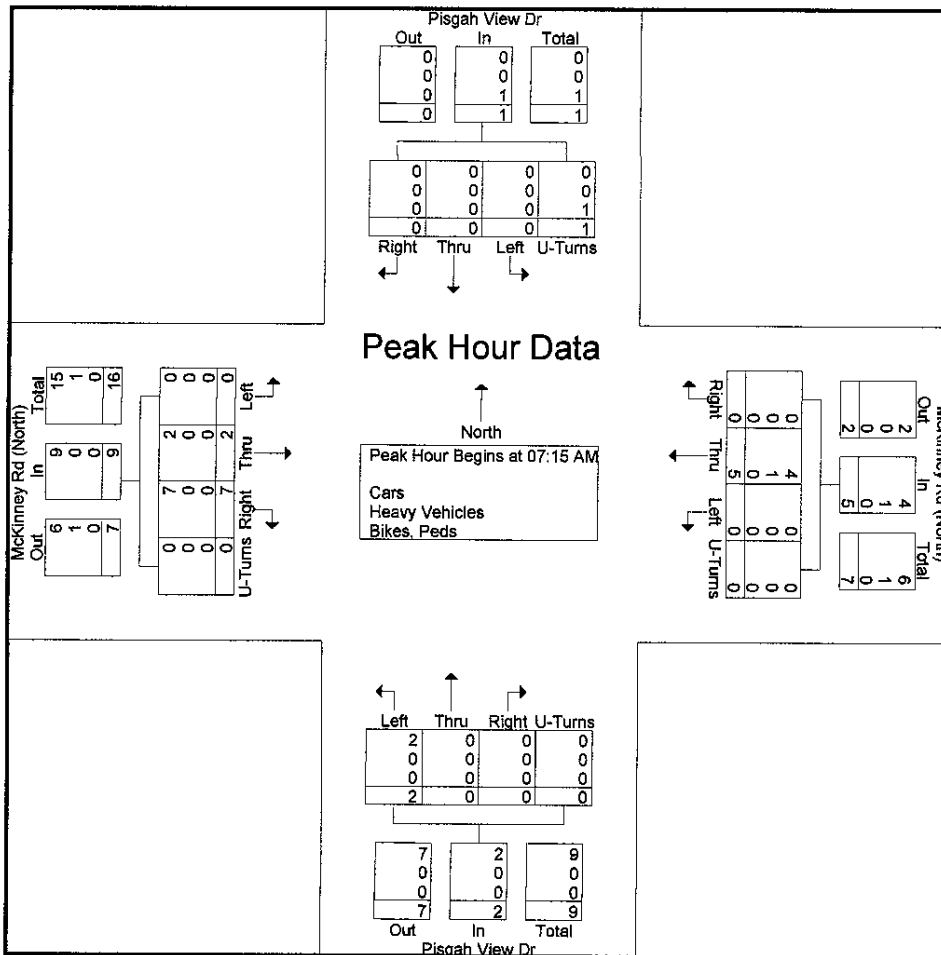 Pisgah View Dr
Out In Total
0 0 0
0 0 0
0 1 1
0 1 1
0 0 0 0
0 0 0 0
0 0 0 1
0 0 0 1
Right Thru Left U-Turns
Peak Hour Data
North
Peak Hour Begins at 07:15 AM
Cars
Heavy Vehicles
Bikes, Peds
McKinney Rd (North)
Out In Total
6 9 15
1 0 1
0 0 0
7 9 16
U-Turns Right Thru Left
0 7 2 0
0 0 0 0
0 0 0 0
0 7 2 0
McKinney Rd (North)
Out In Total
2 4 6
0 1 1
0 0 0
2 5 7
Right Thru Left U-Turns
0 4 0 0
0 1 0 0
0 0 0 0
0 5 0 0
Left Thru Right U-Turns
2 0 0 0
0 0 0 0
0 0 0 0
2 0 0 0
7 2 9
0 0 0
0 0 0
7 2 9
Out In Total
Pisgah View Dr